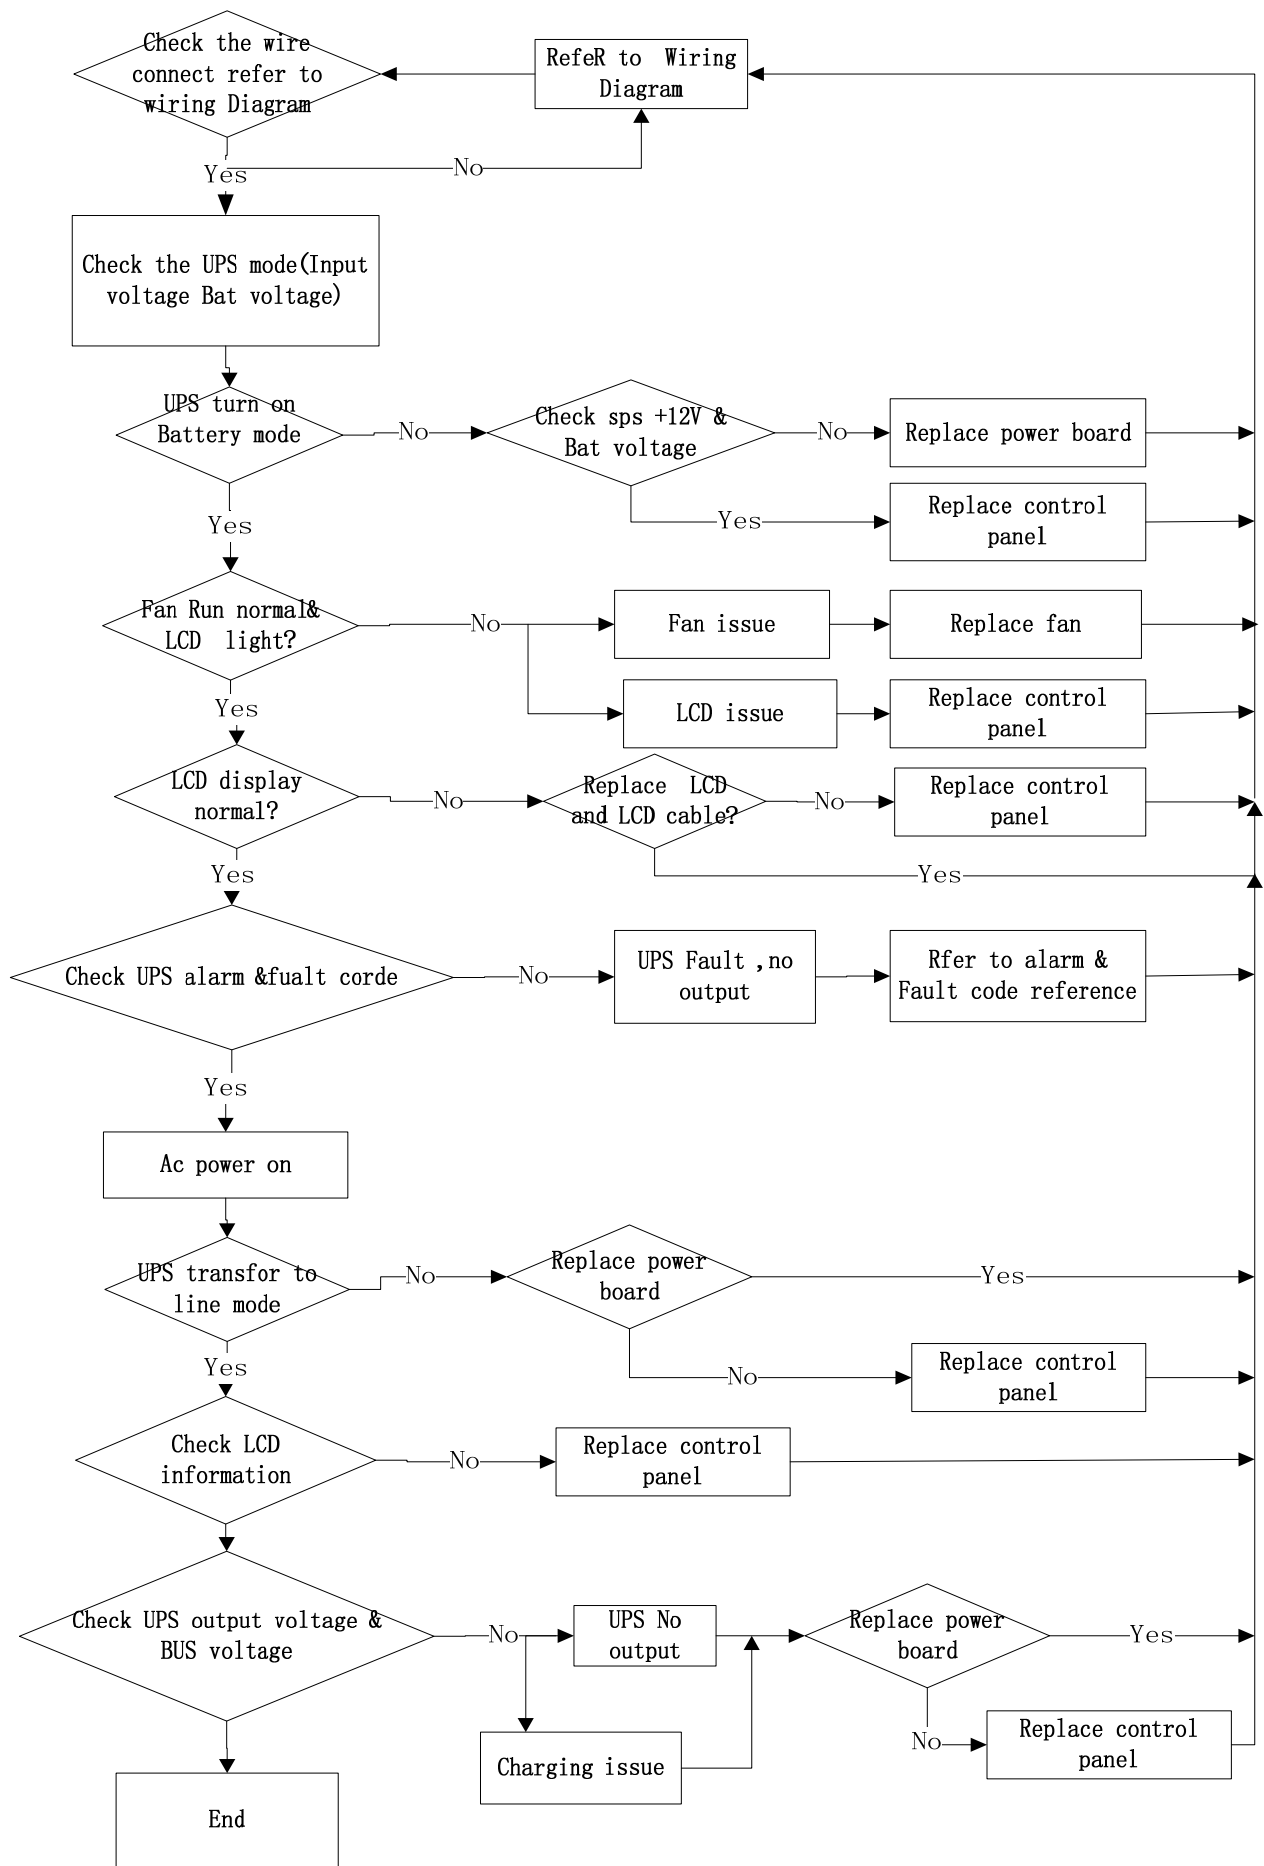 Check the wire
connect refer to
wiring Diagram
RefeR to Wiring
Diagram
No
Yes
Check the UPS mode(Input
voltage Bat voltage)
UPS turn on
Battery mode
No
Check sps +12V &
Bat voltage
No
Replace power board
Yes
Replace control
panel
Yes
Fan Run normal&
LCD light?
No
Fan issue
Replace fan
LCD issue
Replace control
panel
Yes
LCD display
normal?
No
Replace LCD
and LCD cable?
No
Replace control
panel
Yes
Yes
Check UPS alarm &fualt corde
No
UPS Fault ,no
output
Rfer to alarm &
Fault code reference
Yes
Ac power on
UPS transfor to
line mode
No
Replace power
board
Yes
No
Replace control
panel
Yes
Check LCD
information
No
Replace control
panel
Check UPS output voltage &
BUS voltage
No
UPS No
output
Replace power
board
Yes
No
Replace control
panel
Charging issue
End